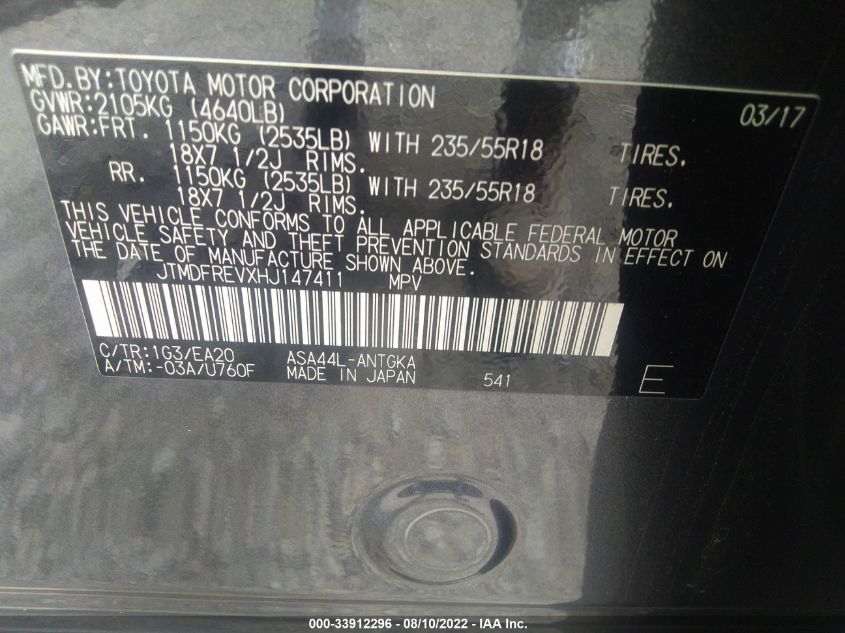 MFD.BY:TOYOTA MOTOR CORPORATION 03/17
GVWR:2105KG (4640LB)
GAWR:FRT. 1150KG (2535LB) WITH 235/55R18 TIRES.
18X7 1/2J RIMS.
RR. 1150KG (2535LB) WITH 235/55R18 TIRES.
18X7 1/2J RIMS.
THIS VEHICLE CONFORMS TO ALL APPLICABLE FEDERAL MOTOR
VEHICLE SAFETY AND THEFT PREVENTION STANDARDS IN EFFECT ON
THE DATE OF MANUFACTURE SHOWN ABOVE.
JTMDFREVXHJ147411 MPV
C/TR:1G3/EA20 ASA44L-ANTGKA
A/TM:-03A/U760F MADE IN JAPAN 541 E
000-33912296 - 08/10/2022 - IAA Inc.